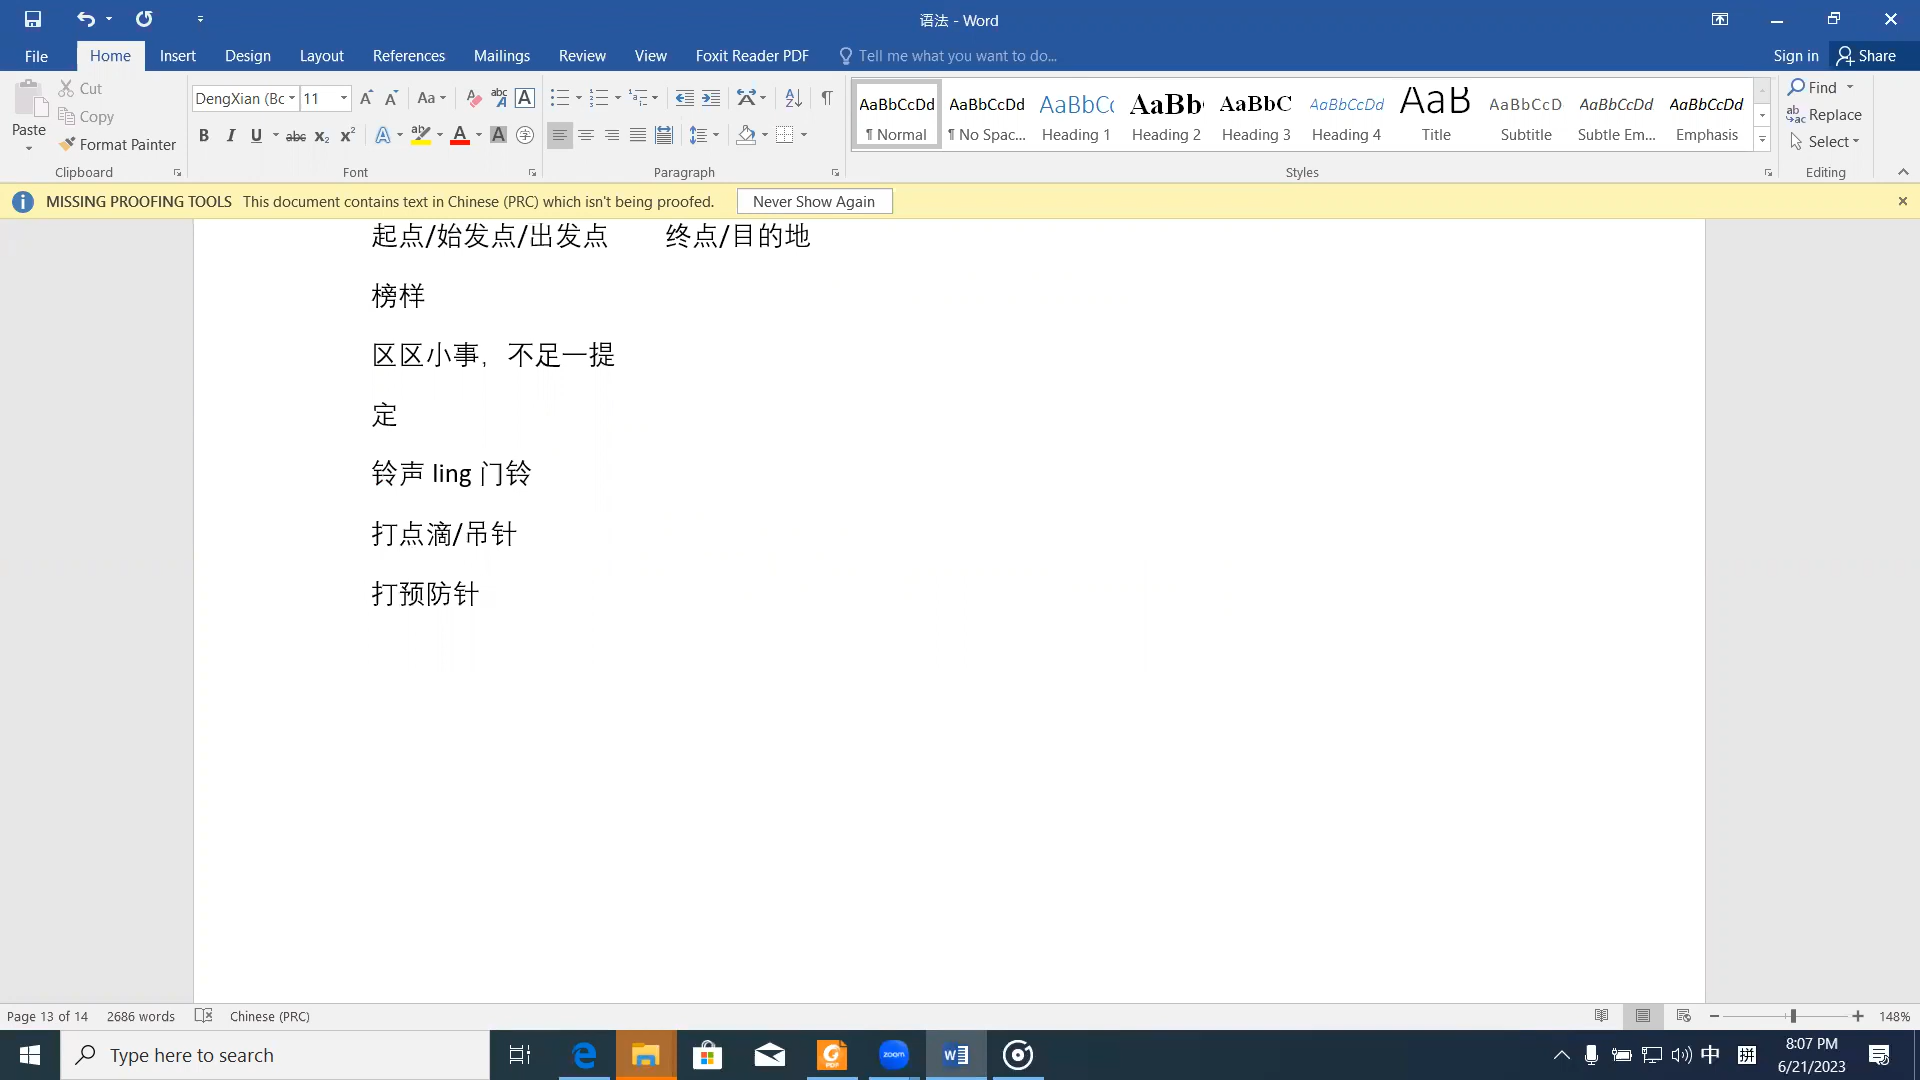 语法 - Word
File Home Insert Design Layout References Mailings Review View Foxit Reader PDF Tell me what you want to do... Sign in Share
Paste Cut Copy Format Painter Clipboard
DengXian (Bc 11 Font
Paragraph
AaBbCcDd AaBbCcDd AaBbCc AaBb AaBbC AaBbCcDd AaB AaBbCcD AaBbCcDd AaBbCcDd
¶ Normal ¶ No Spac... Heading 1 Heading 2 Heading 3 Heading 4 Title Subtitle Subtle Em... Emphasis
Styles
Find
Replace
Select
Editing
MISSING PROOFING TOOLS This document contains text in Chinese (PRC) which isn't being proofed. Never Show Again
起点/始发点/出发点 终点/目的地
榜样
区区小事，不足一提
定
铃声 ling 门铃
打点滴/吊针
打预防针
Page 13 of 14 2686 words Chinese (PRC) 148%
Type here to search
zoom
中 拼
8:07 PM
6/21/2023